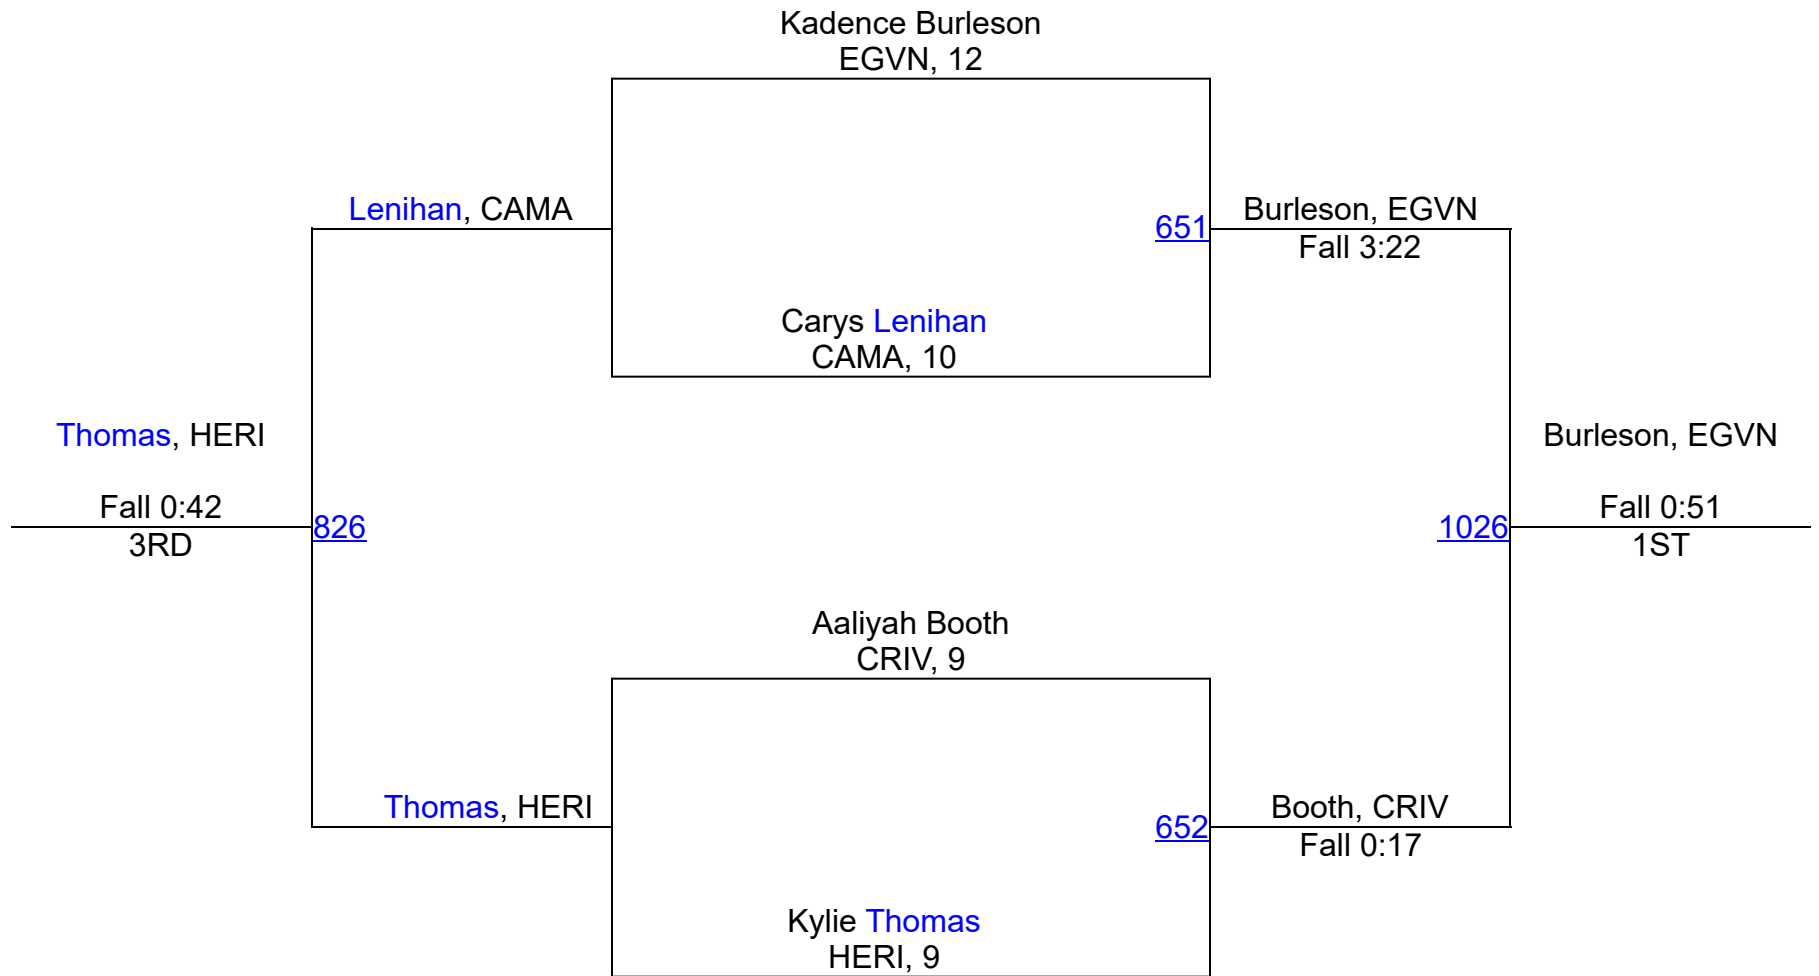 Kadence Burleson
EGVN, 12
Lenihan, CAMA
651
Burleson, EGVN
Fall 3:22
Carys Lenihan
CAMA, 10
Thomas, HERI
Fall 0:42
3RD
826
Burleson, EGVN
1026
Fall 0:51
1ST
Aaliyah Booth
CRIV, 9
Thomas, HERI
652
Booth, CRIV
Fall 0:17
Kylie Thomas
HERI, 9